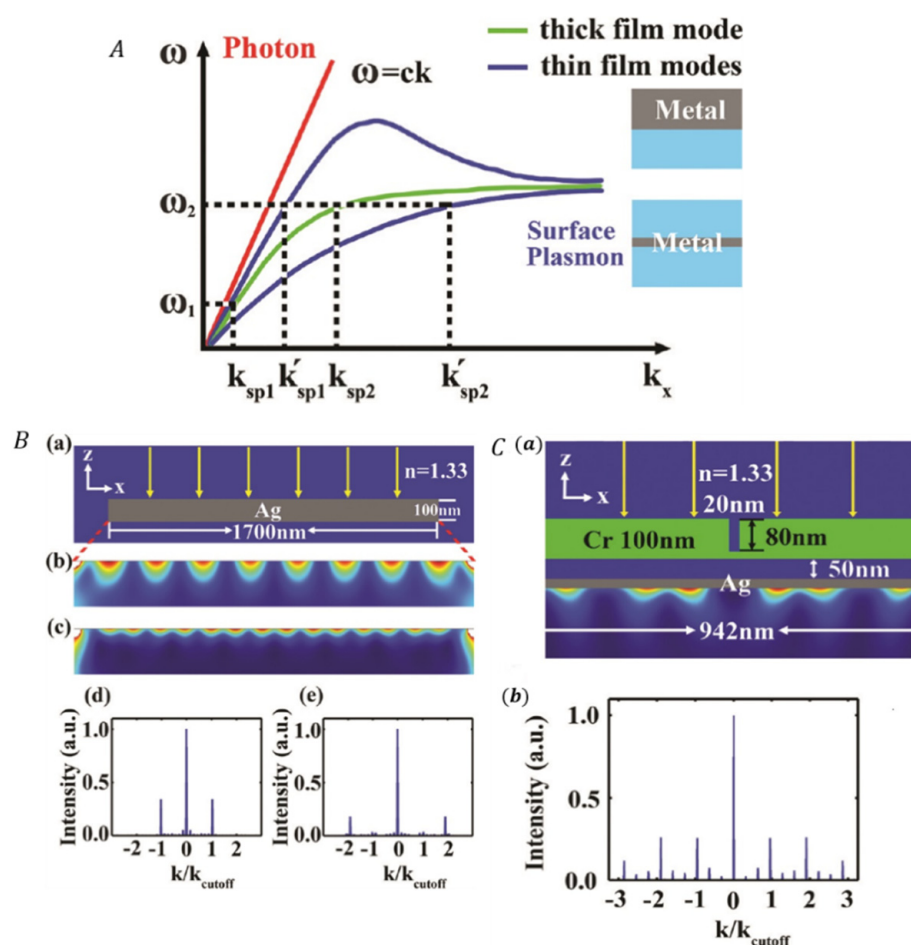 A
ω
Photon
ω=ck
thick film mode
thin film modes
Metal
ω₂
Surface
Plasmon
Metal
ω₁
kₛₚ₁ k′ₛₚ₁ kₛₚ₂ k′ₛₚ₂ kₓ
B (a)
z
x
n=1.33
Ag
100nm
1700nm
(b)
(c)
(d)
Intensity (a.u.)
1.0
0.5
0.0
-2 -1 0 1 2
k/k_cutoff
(e)
Intensity (a.u.)
1.0
0.5
0.0
-2 -1 0 1 2
k/k_cutoff
C (a)
z
x
n=1.33
20nm
Cr 100nm
80nm
50nm
Ag
942nm
(b)
Intensity (a.u.)
1.0
0.5
0.0
-3 -2 -1 0 1 2 3
k/k_cutoff